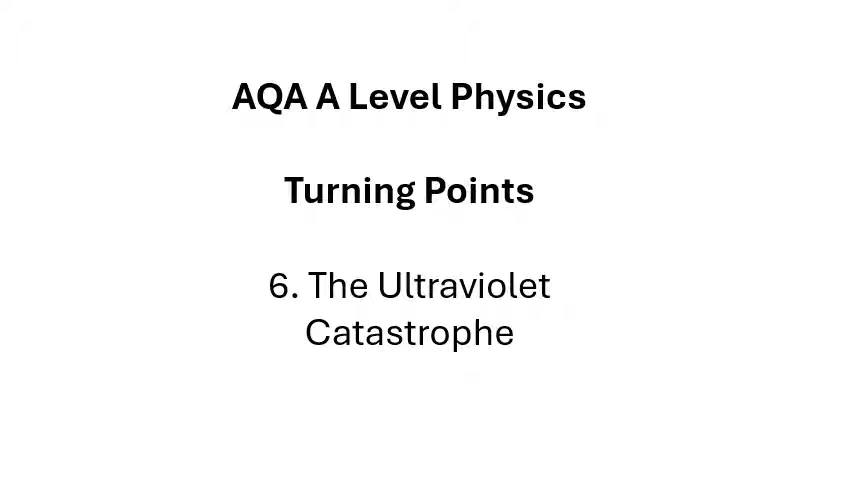 AQA A Level Physics
Turning Points
6. The Ultraviolet
Catastrophe